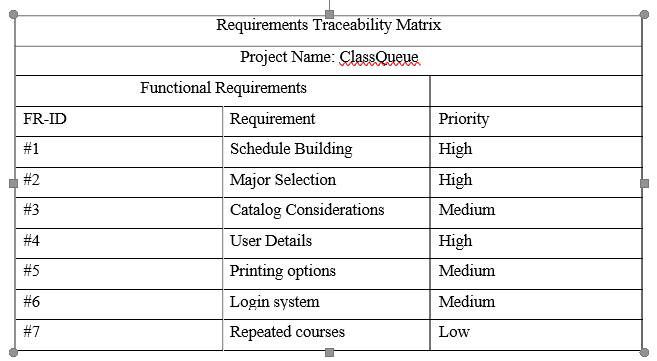 Requirements Traceability Matrix
Project Name: ClassQueue
Functional Requirements
FR-ID Requirement Priority
#1 Schedule Building High
#2 Major Selection High
#3 Catalog Considerations Medium
#4 User Details High
#5 Printing options Medium
#6 Login system Medium
#7 Repeated courses Low